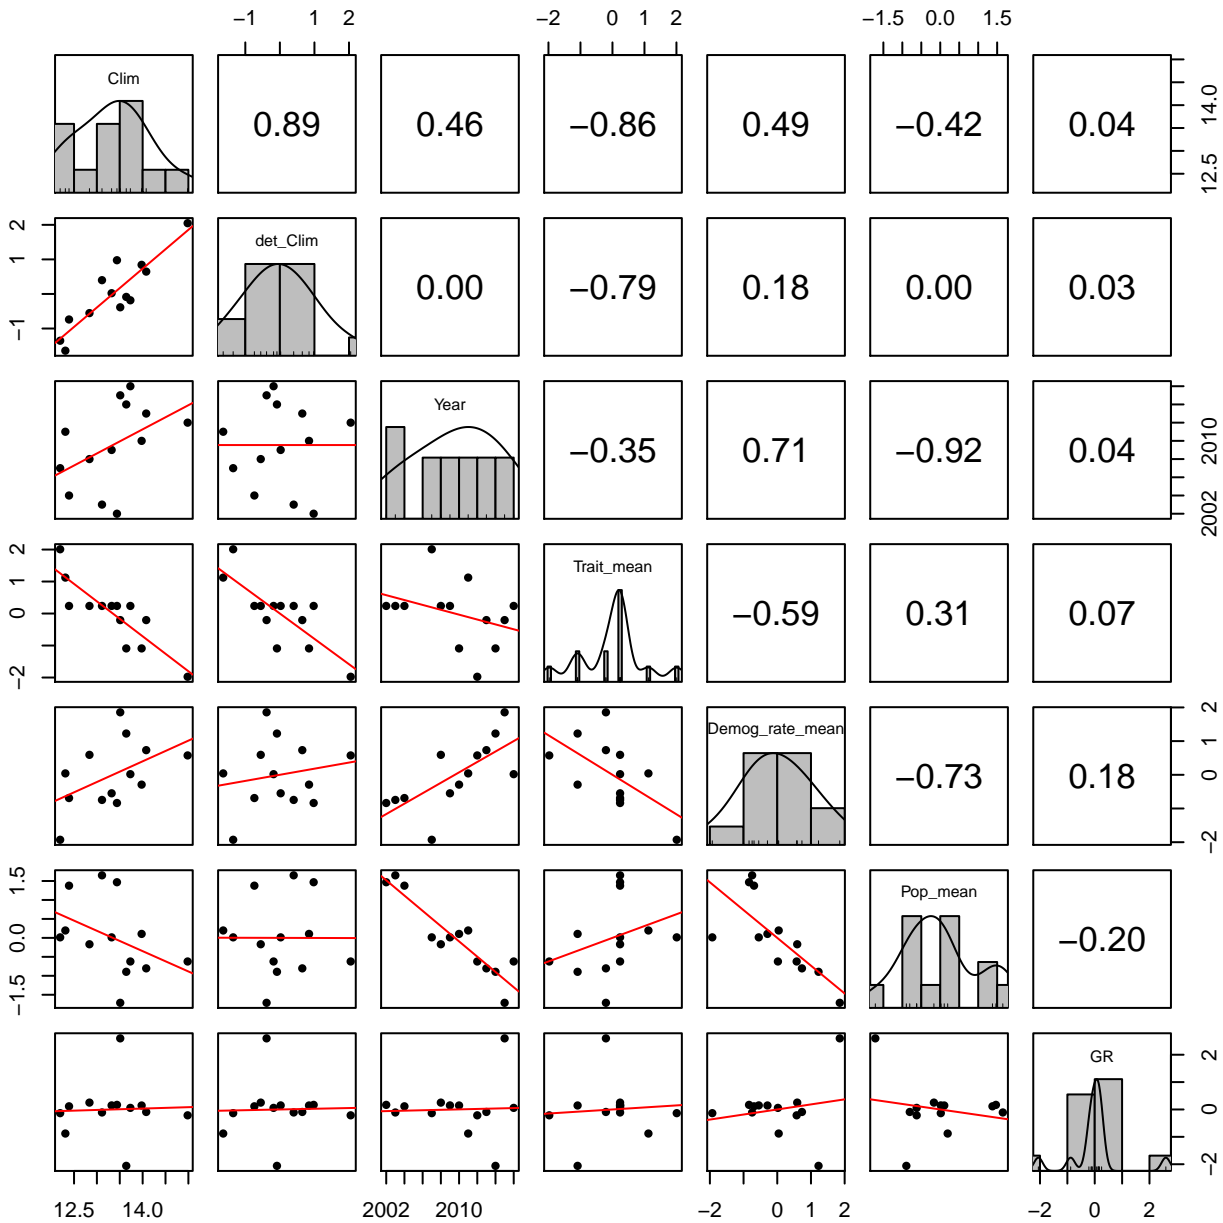 −1 1 2 −2 0 1 2 −1.5 0.0 1.5
Clim 0.89 0.46 −0.86 0.49 −0.42 0.04 12.5 14.0
−1 1 2 det_Clim 0.00 −0.79 0.18 0.00 0.03
Year −0.35 0.71 −0.92 0.04 2002 2010
−2 0 1 2 Trait_mean −0.59 0.31 0.07
Demog_rate_mean −0.73 0.18 −2 0 1 2
−1.5 0.0 1.5 Pop_mean −0.20
GR −2 0 2
12.5 14.0 2002 2010 −2 0 1 2 −2 0 2